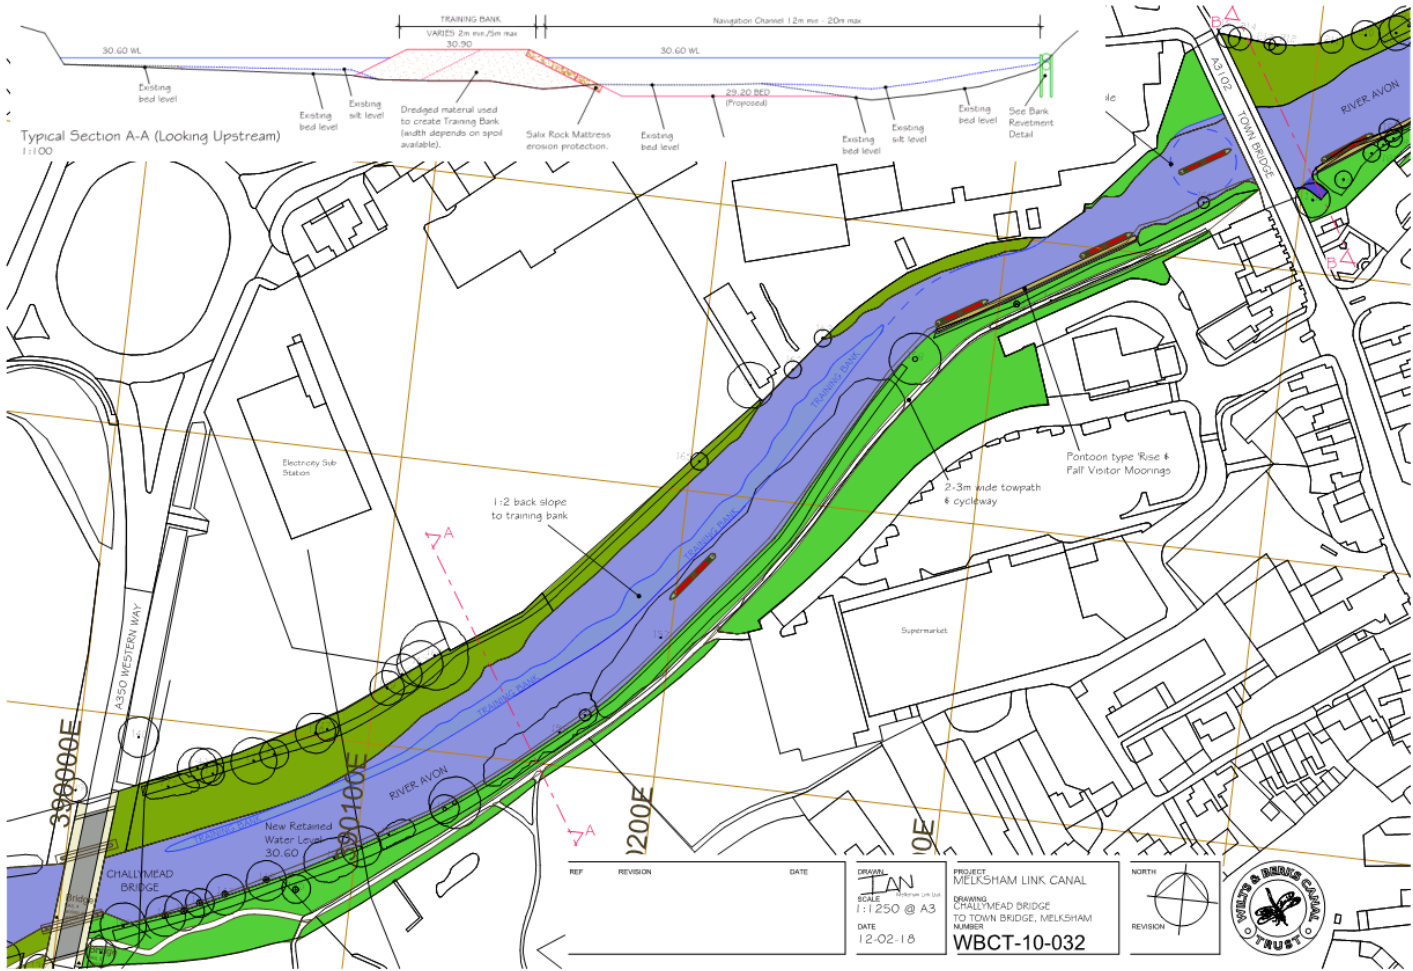 TRAINING BANK
VARIES 2m min./5m max
30.90
Navigation Channel 12m min - 20m max
30.60 WL
30.60 WL
Existing
bed level
Existing
bed level
Existing
silt level
Dredged material used
to create Training Bank
(width depends on spoil
available).
Salix Rock Mattress
erosion protection.
Existing
bed level
29.20 BED
(Proposed)
Existing
bed level
Existing
silt level
Existing
bed level
See Bank
Revetment
Detail
Typical Section A-A (Looking Upstream)
1:100
B
A3102
TOWN BRIDGE
RIVER AVON
B
TRAINING BANK
Pontoon type 'Rise &
Fall' Visitor Moorings
2-3m wide towpath
& cycleway
Electricity Sub
Station
1:2 back slope
to training bank
A
TRAINING BANK
Supermarket
A350 WESTERN WAY
TRAINING BANK
RIVER AVON
TRAINING BANK
New Retained
Water Level
30.60
A
CHALLYMEAD
BRIDGE
Bridge
390000E
390100E
200E
00E
REF
REVISION
DATE
DRAWN
TAN
SCALE
1:1250 @ A3
DATE
12-02-18
PROJECT
MELKSHAM LINK CANAL
DRAWING
CHALLYMEAD BRIDGE
TO TOWN BRIDGE, MELKSHAM
NUMBER
WBCT-10-032
NORTH
REVISION
WILTS & BERKS CANAL
TRUST